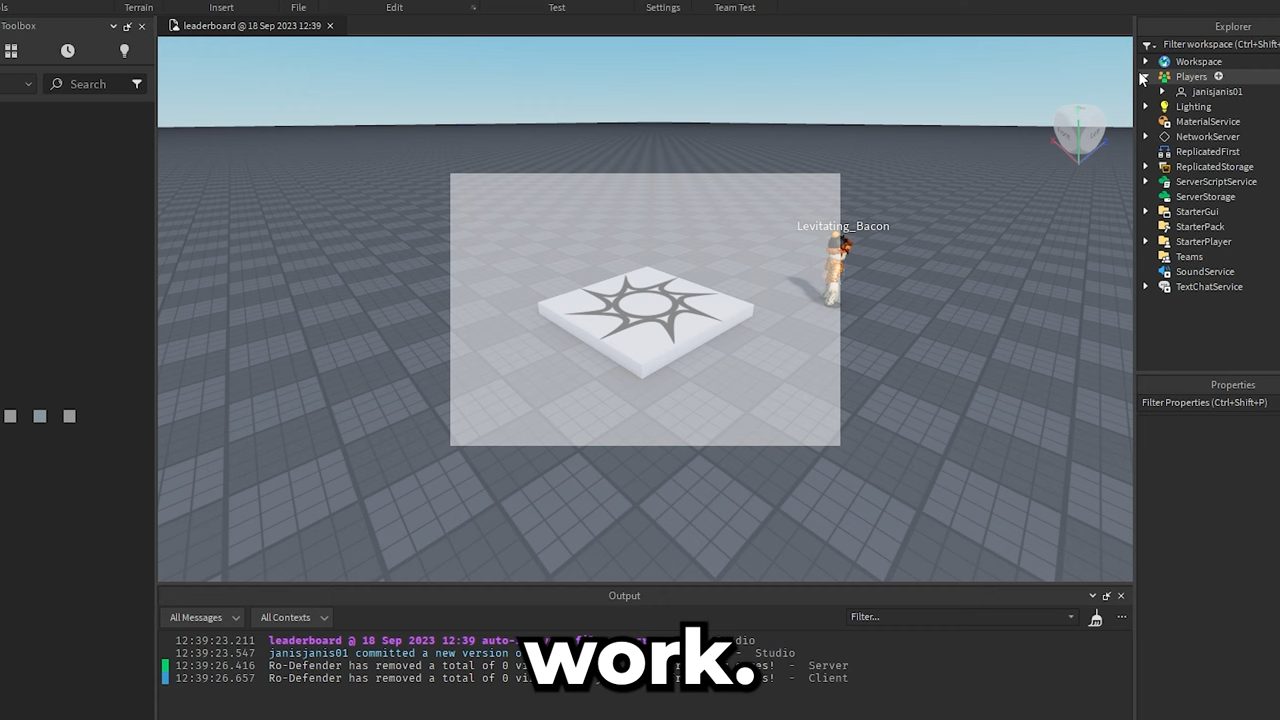 Terrain Insert File Edit Test Settings Team Test
Toolbox
leaderboard @ 18 Sep 2023 12:39
Search
Levitating_Bacon
Explorer
Filter workspace (Ctrl+Shift+
Workspace
Players
janisjanis01
Lighting
MaterialService
NetworkServer
ReplicatedFirst
ReplicatedStorage
ServerScriptService
ServerStorage
StarterGui
StarterPack
StarterPlayer
Teams
SoundService
TextChatService
Properties
Filter Properties (Ctrl+Shift+P)
Output
All Messages All Contexts Filter...
12:39:23.211 leaderboard @ 18 Sep 2023 12:39
12:39:23.547 janisjanis01 committed a new version - Studio
12:39:26.416 Ro-Defender has removed a total of 0 - Server
12:39:26.657 Ro-Defender has removed a total of 0 - Client
work.